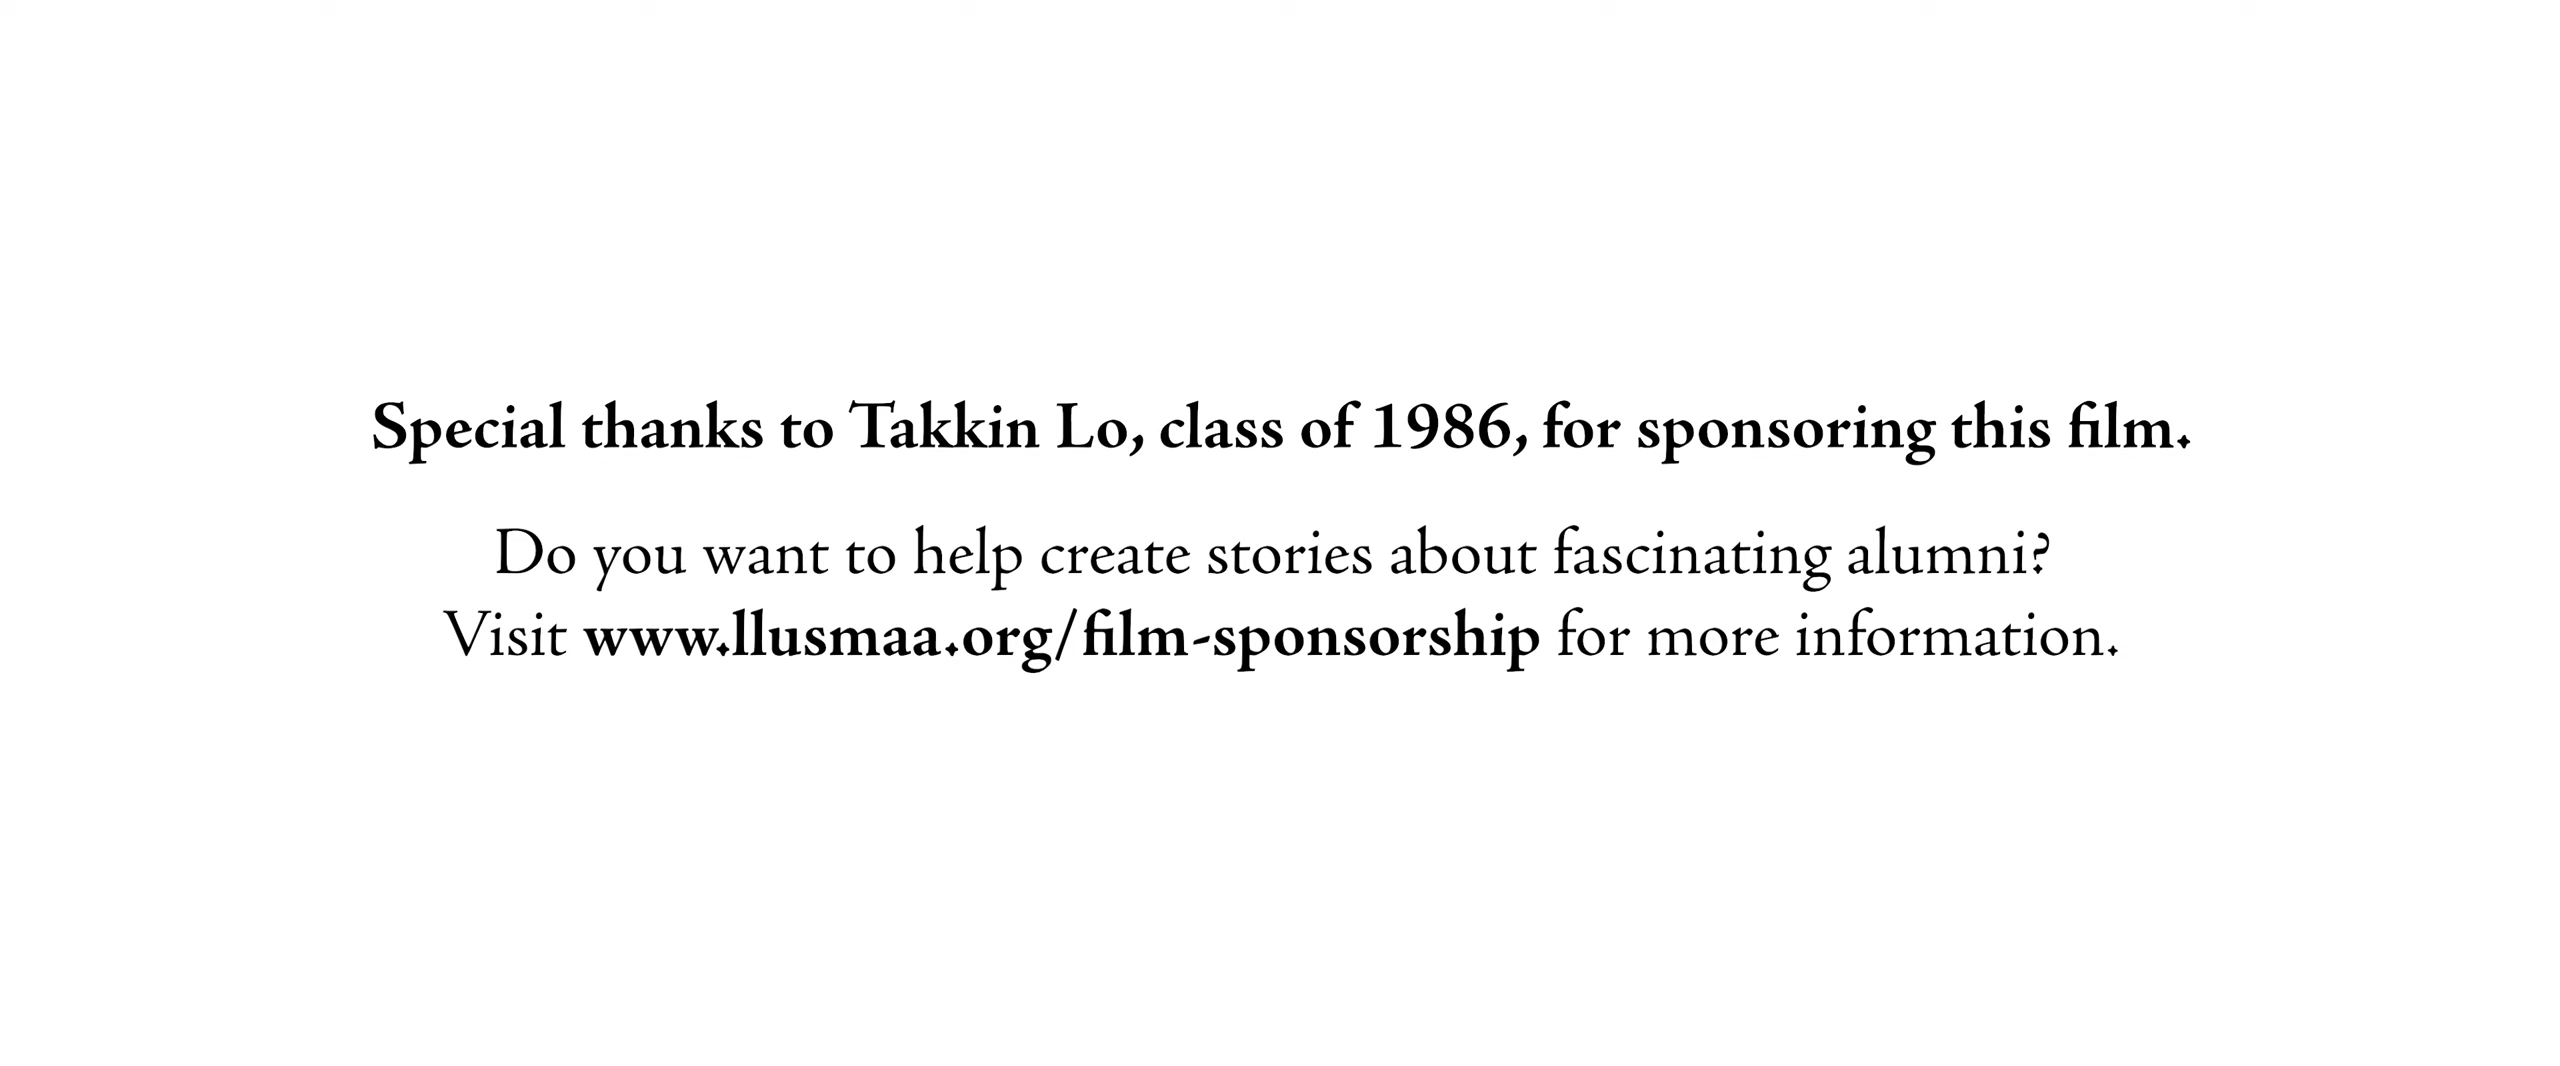 Special thanks to Takkin Lo, class of 1986, for sponsoring this film.
Do you want to help create stories about fascinating alumni?
Visit www.llusmaa.org/film-sponsorship for more information.